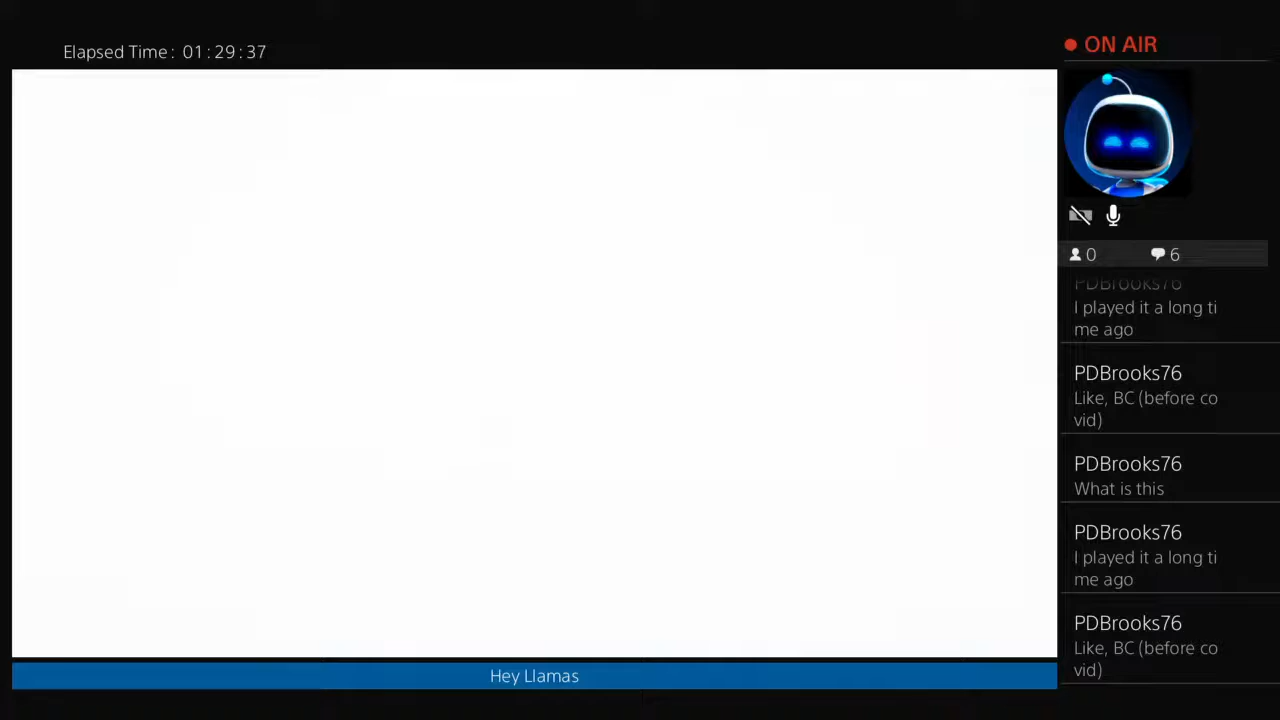 Elapsed Time: 01:29:37
ON AIR
0
6
PDBrooks76
I played it a long ti
me ago
PDBrooks76
Like, BC (before co
vid)
PDBrooks76
What is this
PDBrooks76
I played it a long ti
me ago
PDBrooks76
Like, BC (before co
vid)
Hey Llamas